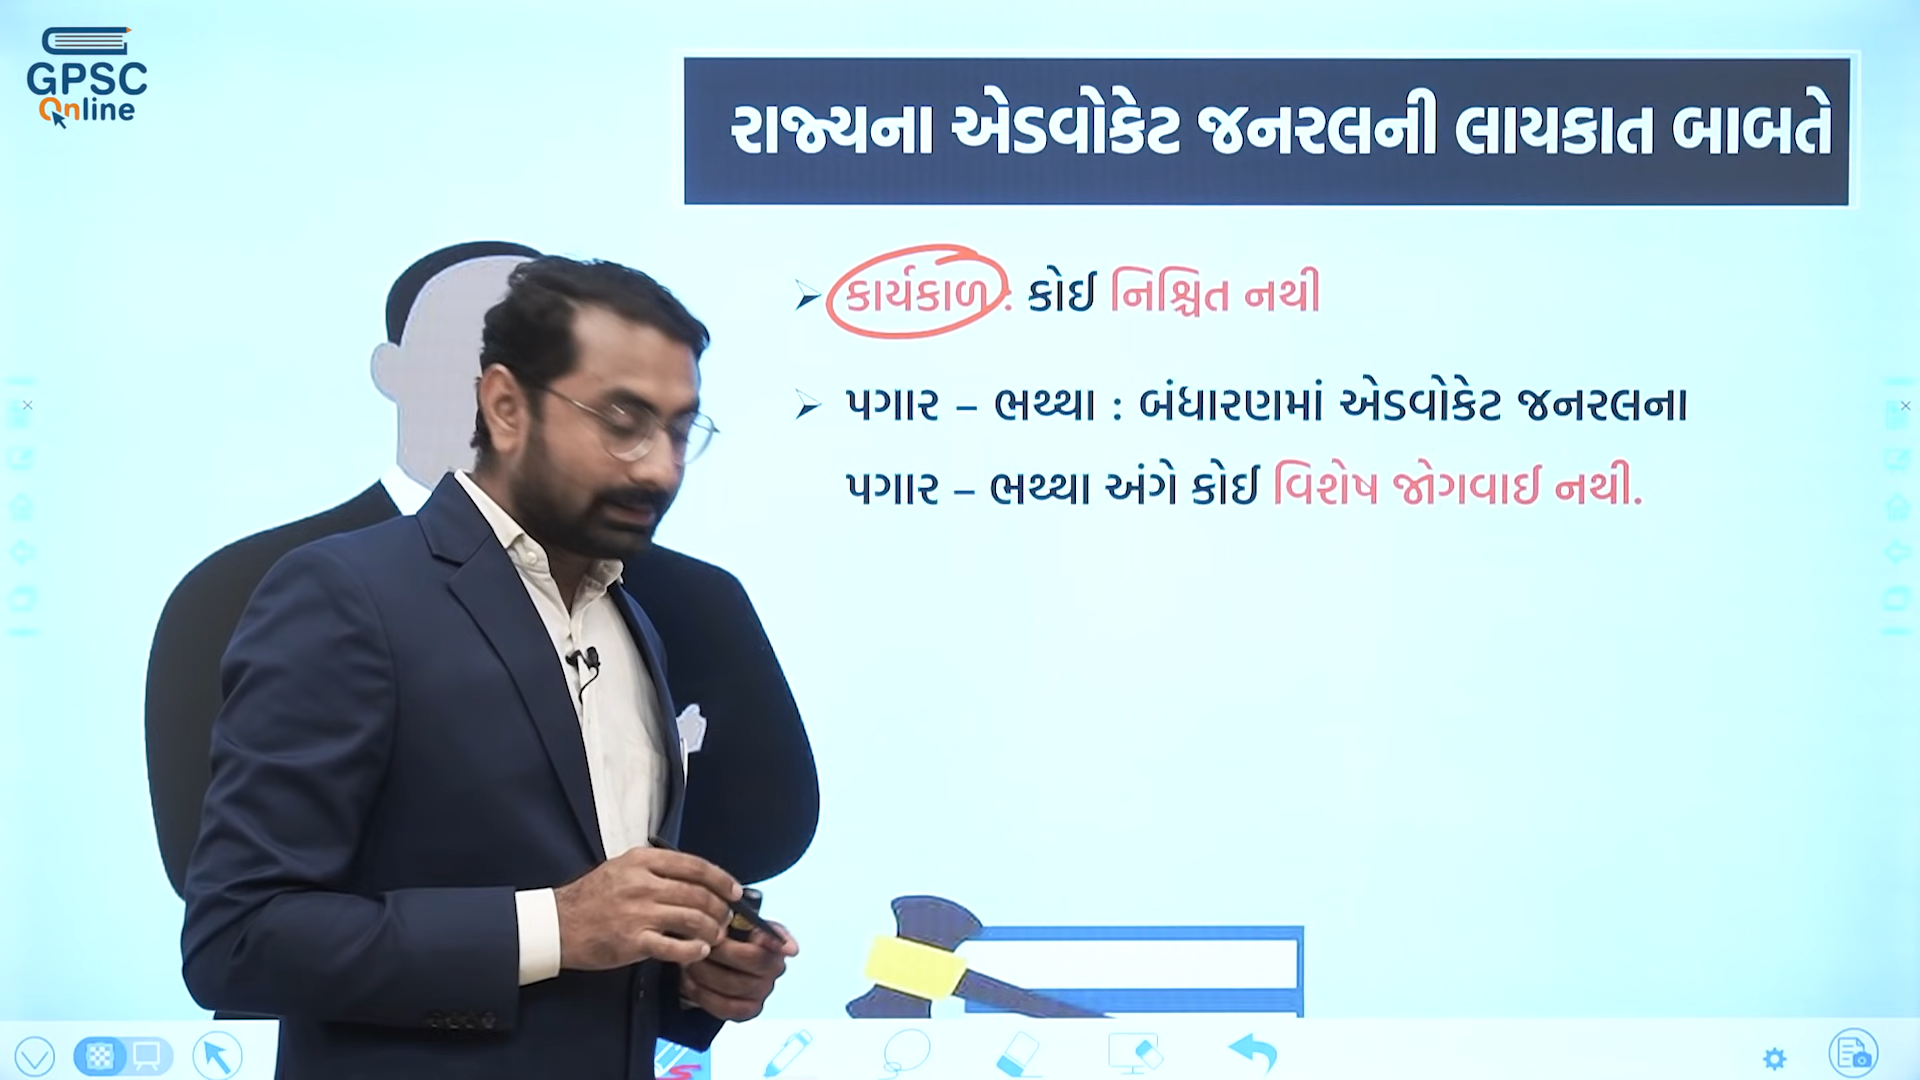 GPSC
Online
રાજ્યના એડવોકેટ જનરલની લાયકાત બાબતે
કાર્યકાળ : કોઈ નિશ્ચિત નથી
પગાર – ભથ્થા : બંધારણમાં એડવોકેટ જનરલના
પગાર – ભથ્થા અંગે કોઈ વિશેષ જોગવાઈ નથી.